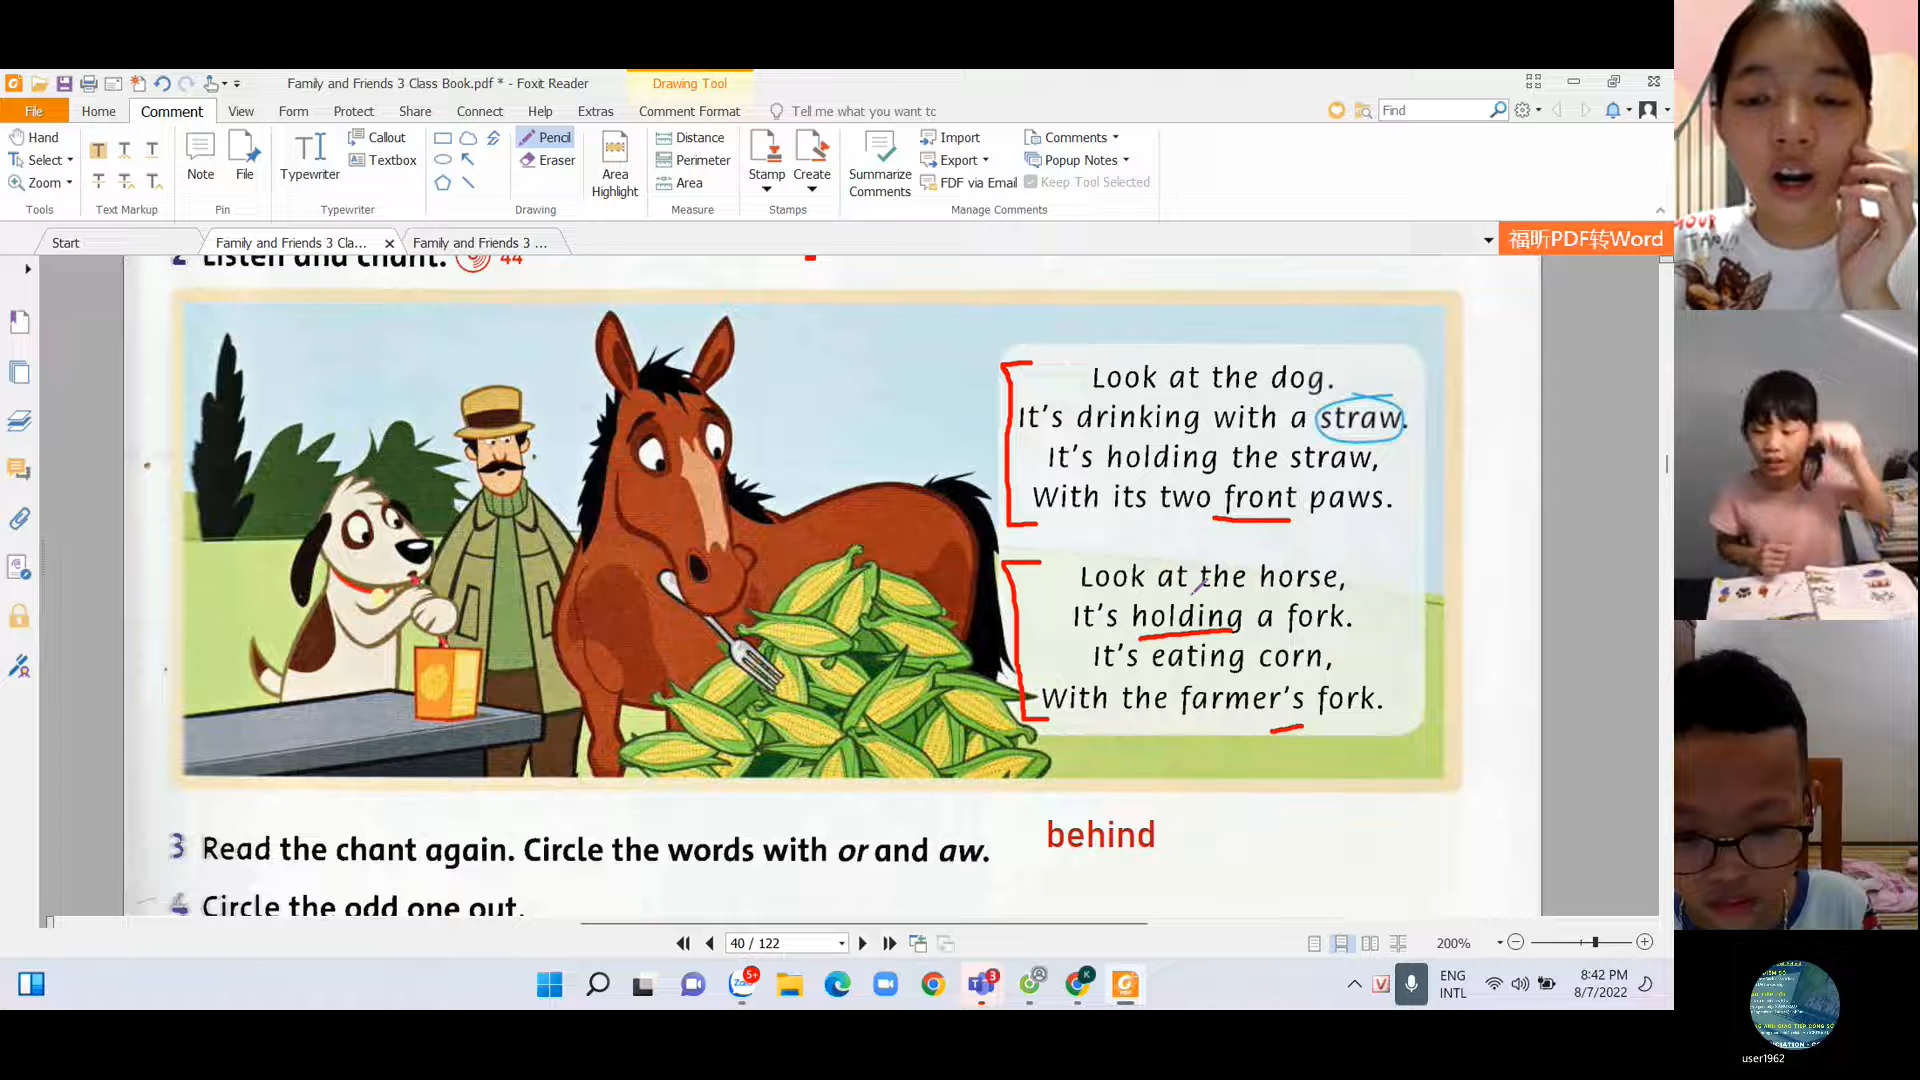 Family and Friends 3 Class Book.pdf * - Foxit Reader
Drawing Tool
File Home Comment View Form Protect Share Connect Help Extras Comment Format Tell me what you want to
Find
Hand
Select
Zoom
Tools
Text Markup
Note
File
Pin
Typewriter
Callout
Textbox
Typewriter
Pencil
Eraser
Drawing
Area
Highlight
Distance
Perimeter
Area
Measure
Stamp
Create
Stamps
Summarize
Comments
Import
Export
FDF via Email
Comments
Popup Notes
Keep Tool Selected
Manage Comments
Start
Family and Friends 3 Cla...
Family and Friends 3 ...
福昕PDF转Word
2 Listen and chant. 44
Look at the dog.
It's drinking with a straw.
It's holding the straw,
With its two front paws.
Look at the horse,
It's holding a fork.
It's eating corn,
With the farmer's fork.
behind
3 Read the chant again. Circle the words with or and aw.
4 Circle the odd one out.
40 / 122
200%
5+
Zalo
3
K
V
ENG
INTL
8:42 PM
8/7/2022
user1962